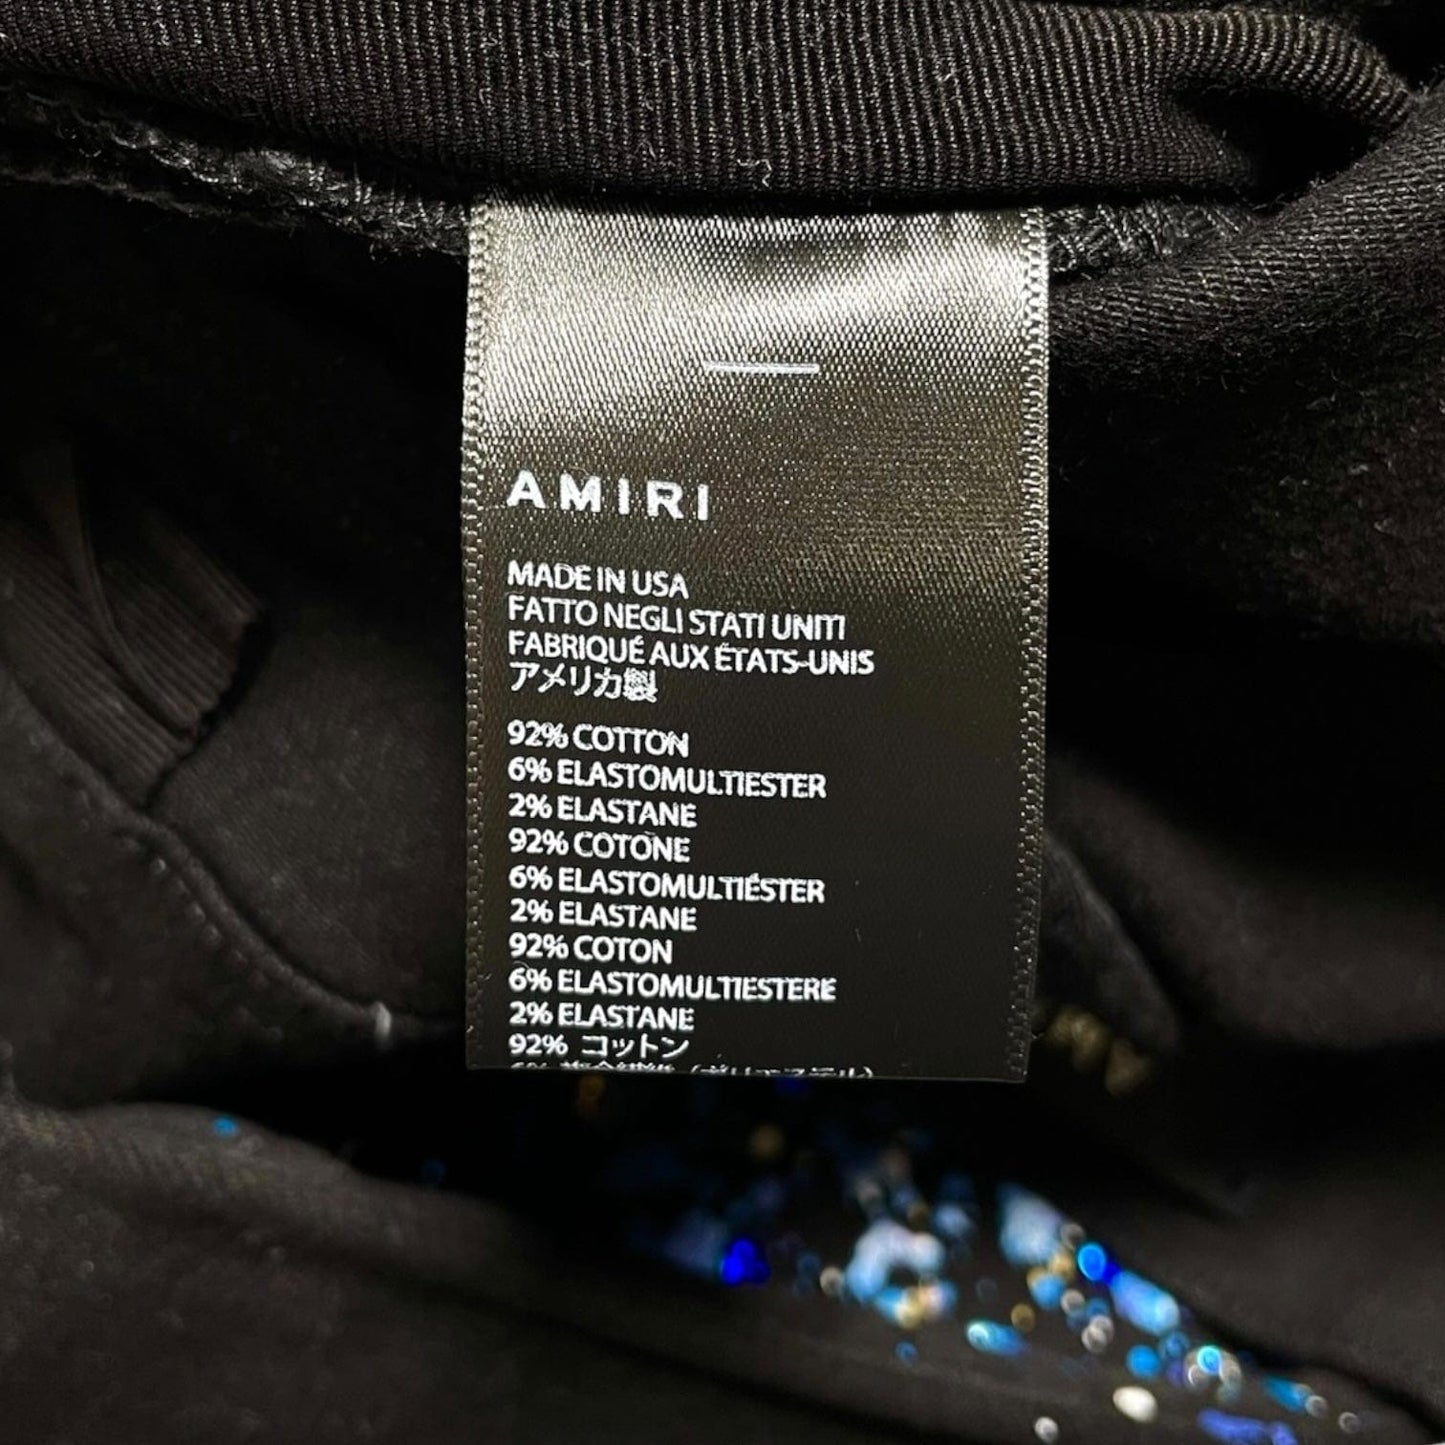 AMIRI
MADE IN USA
FATTO NEGLI STATI UNITI
FABRIQUÉ AUX ÉTATS-UNIS
アメリカ製
92% COTTON
6% ELASTOMULTIESTER
2% ELASTANE
92% COTONE
6% ELASTOMULTIÉSTER
2% ELASTANE
92% COTON
6% ELASTOMULTIESTERE
2% ELASTANE
92% コットン